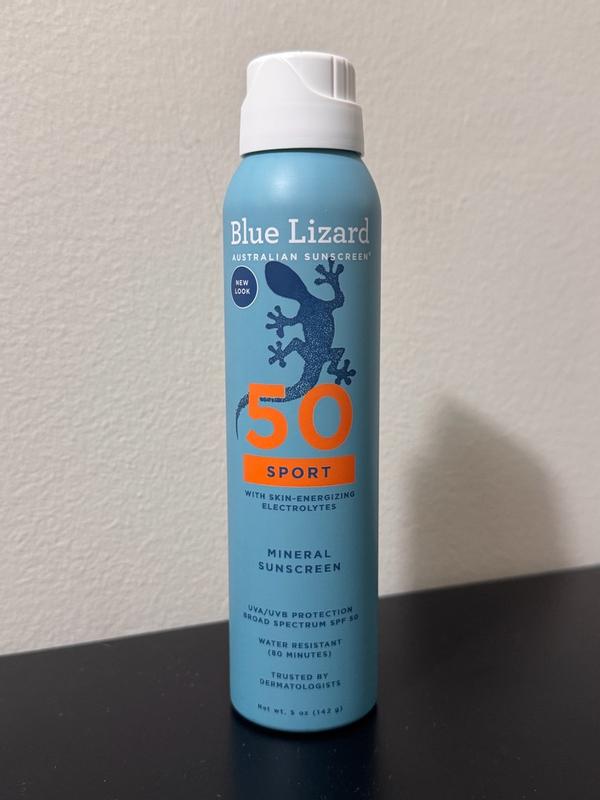 Blue Lizard
AUSTRALIAN SUNSCREEN®
NEW
LOOK
50
SPORT
WITH SKIN-ENERGIZING
ELECTROLYTES
MINERAL
SUNSCREEN
UVA/UVB PROTECTION
BROAD SPECTRUM SPF 50
WATER RESISTANT
(80 MINUTES)
TRUSTED BY
DERMATOLOGISTS
Net wt. 5 oz (142 g)